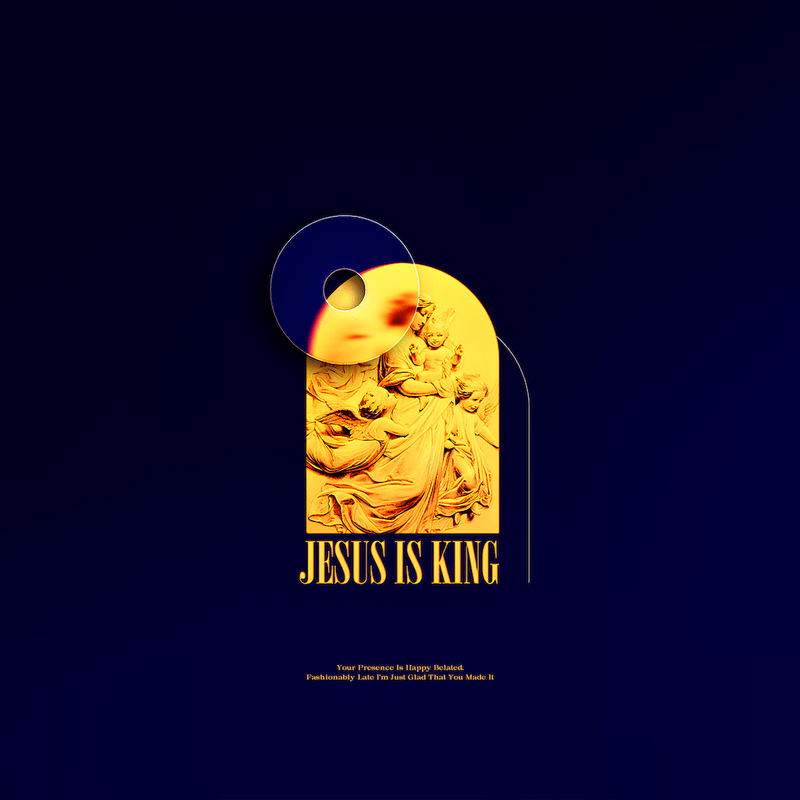 JESUS IS KING
Your Presence Is Happy Belated.
Fashionably Late I'm Just Glad That You Made It